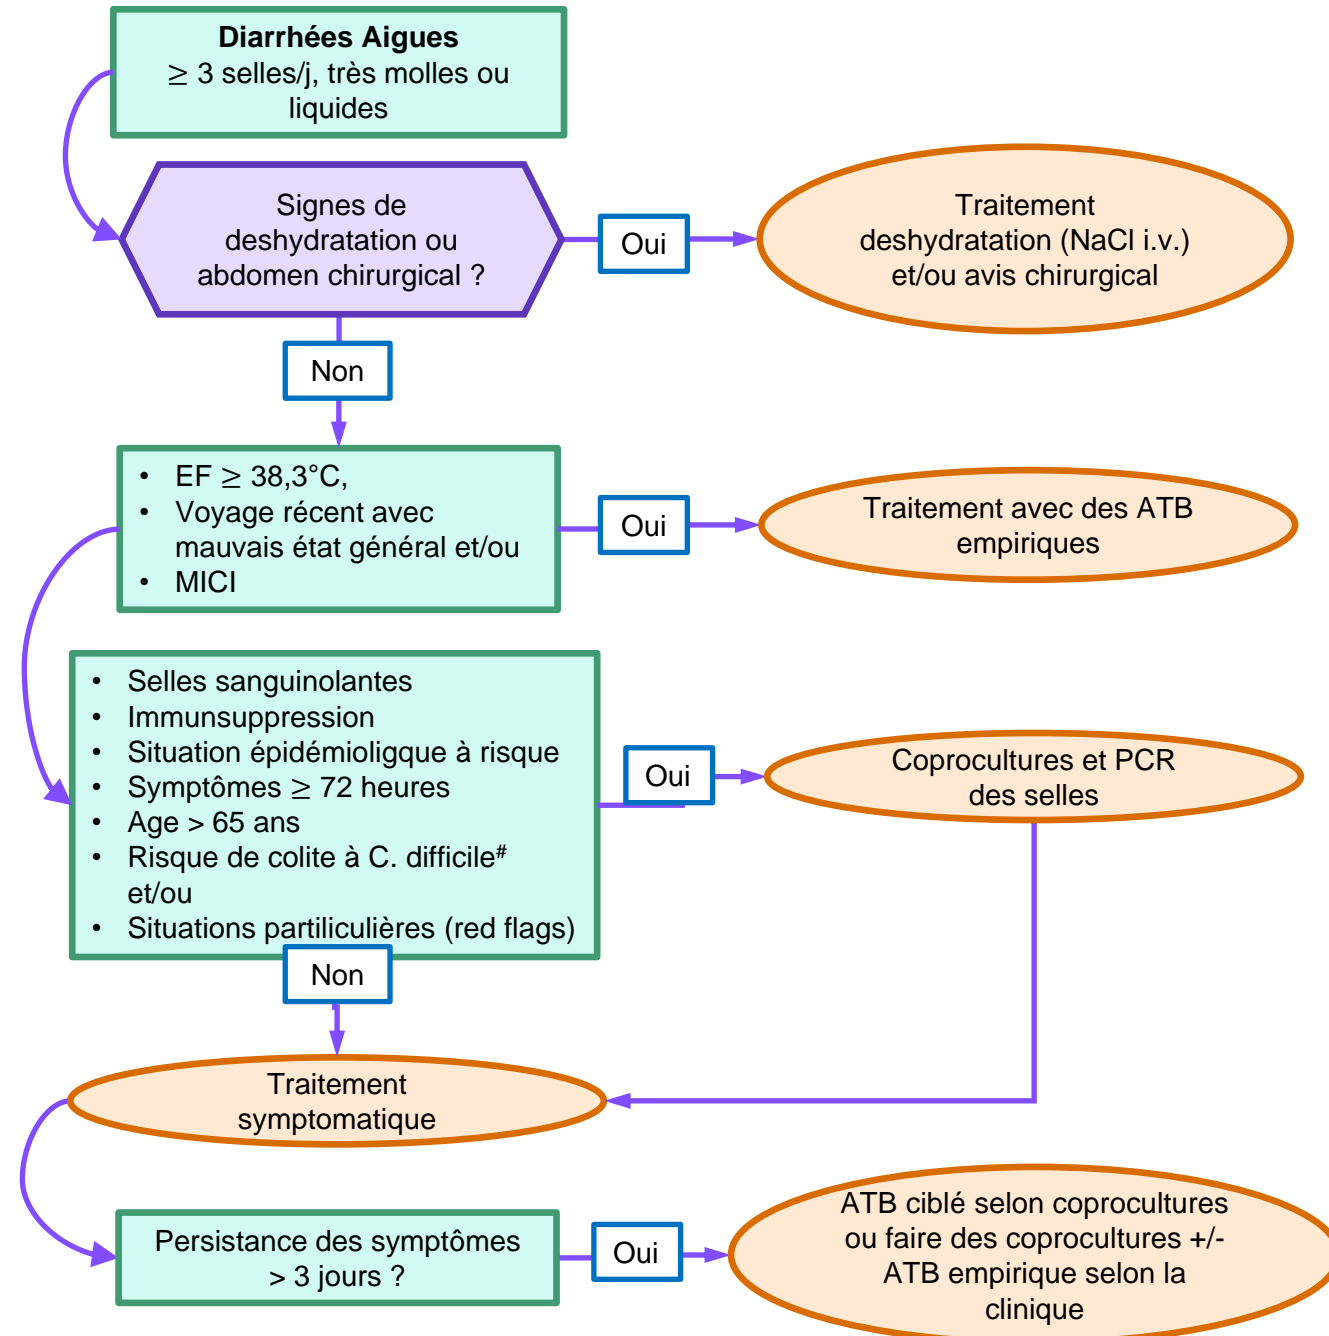 Diarrhées Aigues
≥ 3 selles/j, très molles ou
liquides
Signes de
deshydratation ou
abdomen chirurgical ?
Oui
Traitement
deshydratation (NaCl i.v.)
et/ou avis chirurgical
Non
• EF ≥ 38,3°C,
• Voyage récent avec
mauvais état général et/ou
• MICI
Oui
Traitement avec des ATB
empiriques
• Selles sanguinolantes
• Immunsuppression
• Situation épidémioligqe à risque
• Symptômes ≥ 72 heures
• Age > 65 ans
• Risque de colite à C. difficile#
et/ou
• Situations partiliculières (red flags)
Oui
Coprocultures et PCR
des selles
Non
Traitement
symptomatique
Persistance des symptômes
> 3 jours ?
Oui
ATB ciblé selon coprocultures
ou faire des coprocultures +/-
ATB empirique selon la
clinique